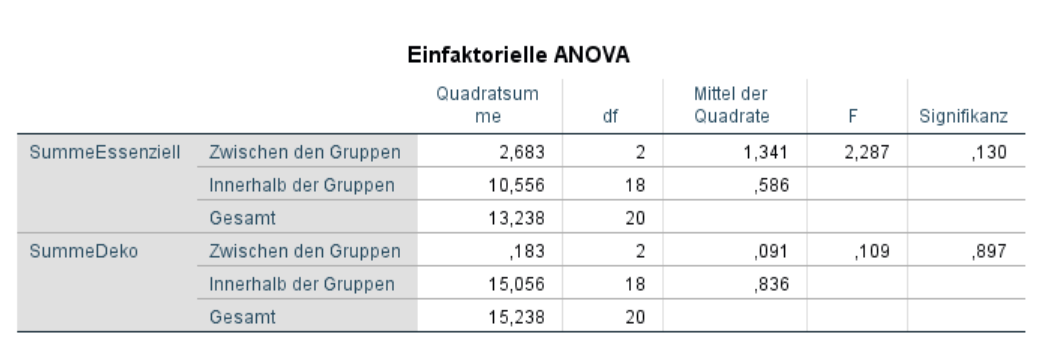 Einfaktorielle ANOVA
Quadratsum
me df Mittel der
Quadrate F Signifikanz
SummeEssenziell Zwischen den Gruppen 2,683 2 1,341 2,287 ,130
Innerhalb der Gruppen 10,556 18 ,586
Gesamt 13,238 20
SummeDeko Zwischen den Gruppen ,183 2 ,091 ,109 ,897
Innerhalb der Gruppen 15,056 18 ,836
Gesamt 15,238 20